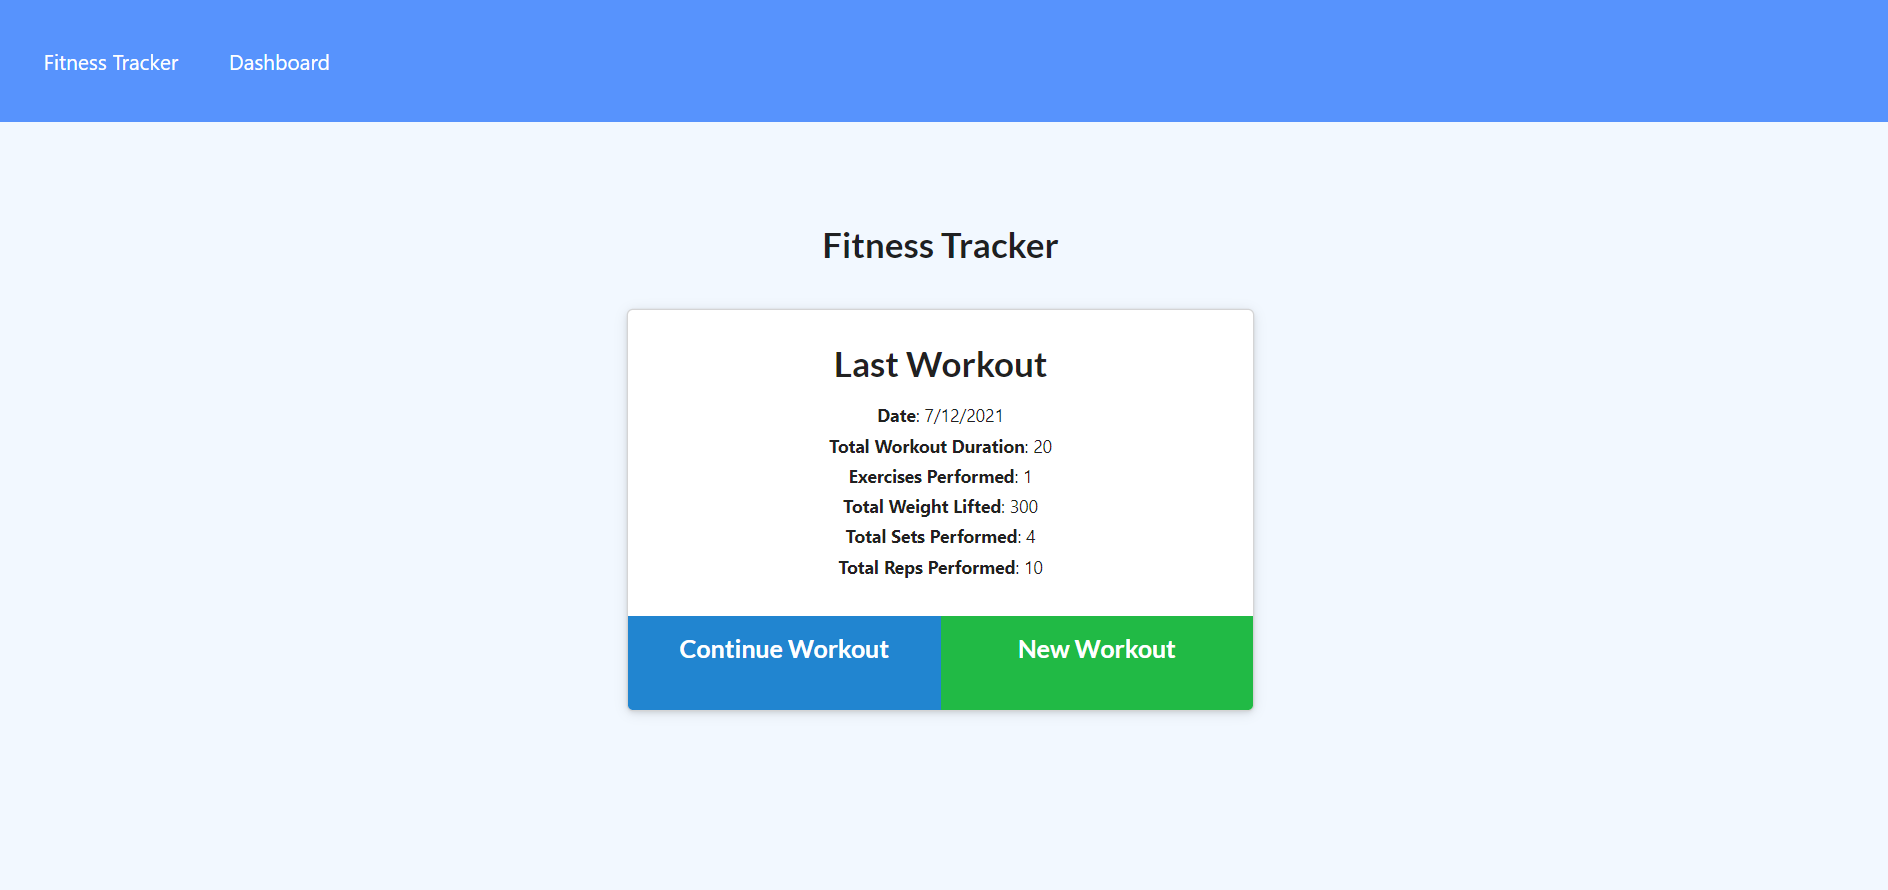 Fitness Tracker Dashboard
Fitness Tracker
Last Workout
Date: 7/12/2021
Total Workout Duration: 20
Exercises Performed: 1
Total Weight Lifted: 300
Total Sets Performed: 4
Total Reps Performed: 10
Continue Workout New Workout